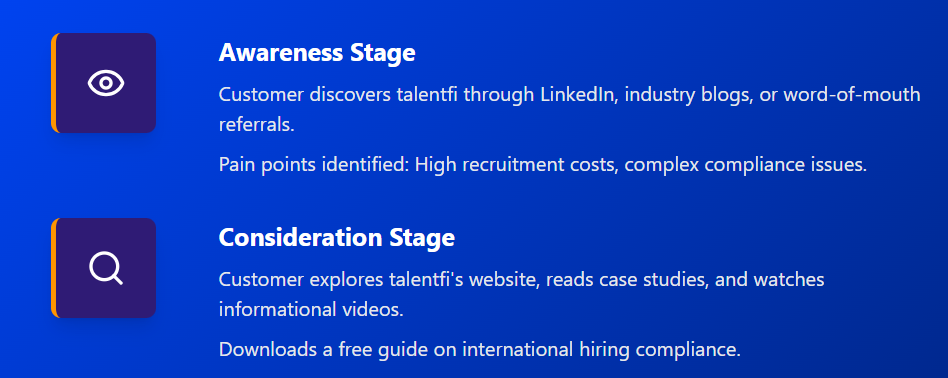 Awareness Stage
Customer discovers talentfi through LinkedIn, industry blogs, or word-of-mouth
referrals.
Pain points identified: High recruitment costs, complex compliance issues.
Consideration Stage
Customer explores talentfi's website, reads case studies, and watches
informational videos.
Downloads a free guide on international hiring compliance.